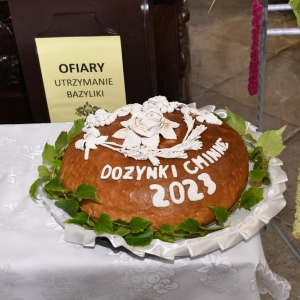 OFIARY
UTRZYMANIE
BAZYLIKI
DOZYNKI GMINNE
2023